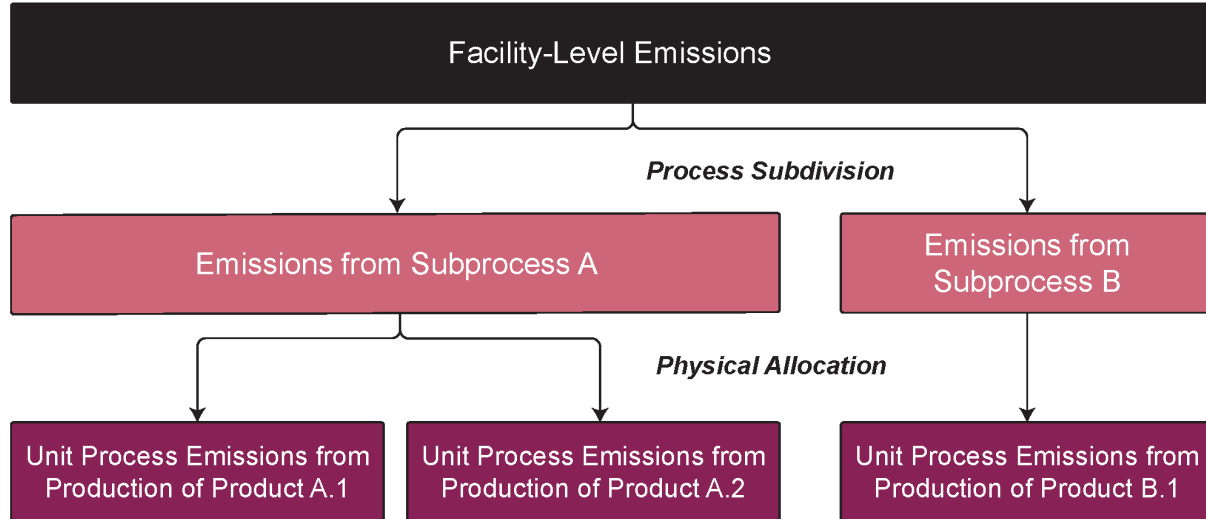 Facility-Level Emissions
Process Subdivision
Emissions from Subprocess A
Emissions from
Subprocess B
Physical Allocation
Unit Process Emissions from
Production of Product A.1
Unit Process Emissions from
Production of Product A.2
Unit Process Emissions from
Production of Product B.1